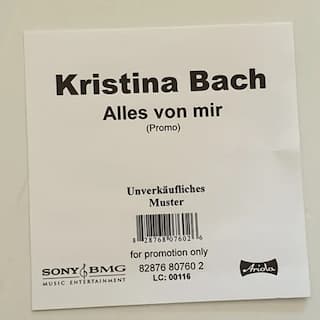 Kristina Bach
Alles von mir
(Promo)
Unverkäufliches
Muster
8 28768 07602 6
for promotion only
82876 80760 2
LC: 00116
SONY BMG
MUSIC ENTERTAINMENT
Ariola